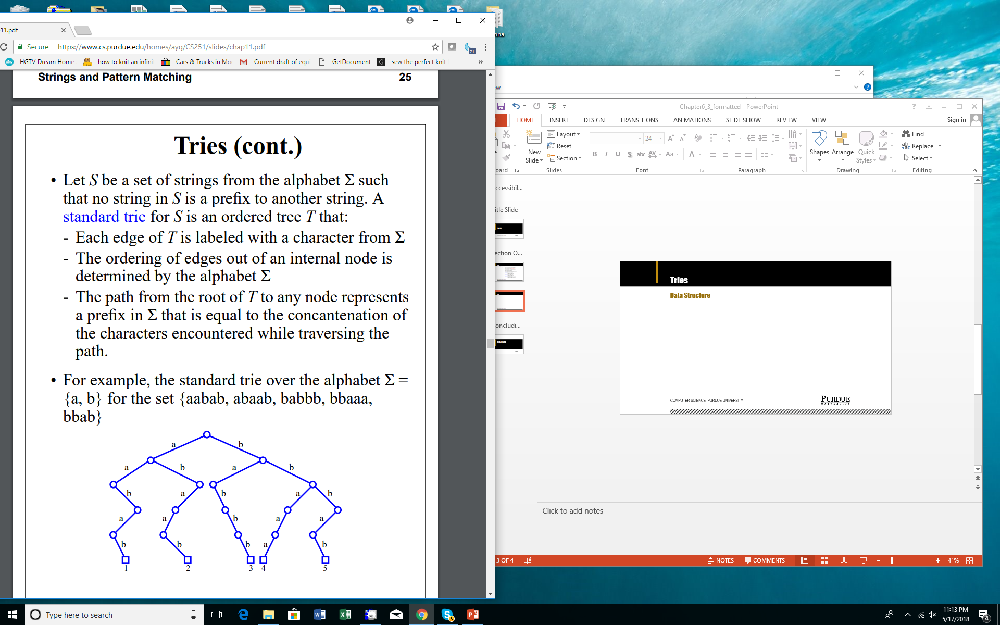 nna
11.pdf
Secure
https://www.cs.purdue.edu/homes/ayg/CS251/slides/chap11.pdf
71
HGTV Dream Home
how to knit an infini
Cars & Trucks in Mo
Current draft of equ
GetDocument
G
sew the perfect knit
»
Strings and Pattern Matching
25
Tries (cont.)
• Let S be a set of strings from the alphabet Σ such
that no string in S is a prefix to another string. A
standard trie for S is an ordered tree T that:
- Each edge of T is labeled with a character from Σ
- The ordering of edges out of an internal node is
determined by the alphabet Σ
- The path from the root of T to any node represents
a prefix in Σ that is equal to the concantenation of
the characters encountered while traversing the
path.
• For example, the standard trie over the alphabet Σ =
{a, b} for the set {aabab, abaab, babbb, bbaaa,
bbab}
a b
a b a b
b a b a b
a a b a a
b b b a b
1 2 3 4 5
w
Chapter6_3_formatted - PowerPoint
E HOME INSERT DESIGN TRANSITIONS ANIMATIONS SLIDE SHOW REVIEW VIEW
Sign in
New
Slide
Layout
Reset
Section
24
B I U S abc AV Aa A
Shapes Arrange Quick
Styles
Find
Replace
Select
oard Slides Font Paragraph Drawing Editing
ccessibil...
itle Slide
ection O...
oncludi...
Tries
Data Structure
COMPUTER SCIENCE, PURDUE UNIVERSITY
PURDUE
UNIVERSITY
Click to add notes
3 OF 4
NOTES
COMMENTS
41%
Type here to search
6
11:13 PM
5/17/2018
4